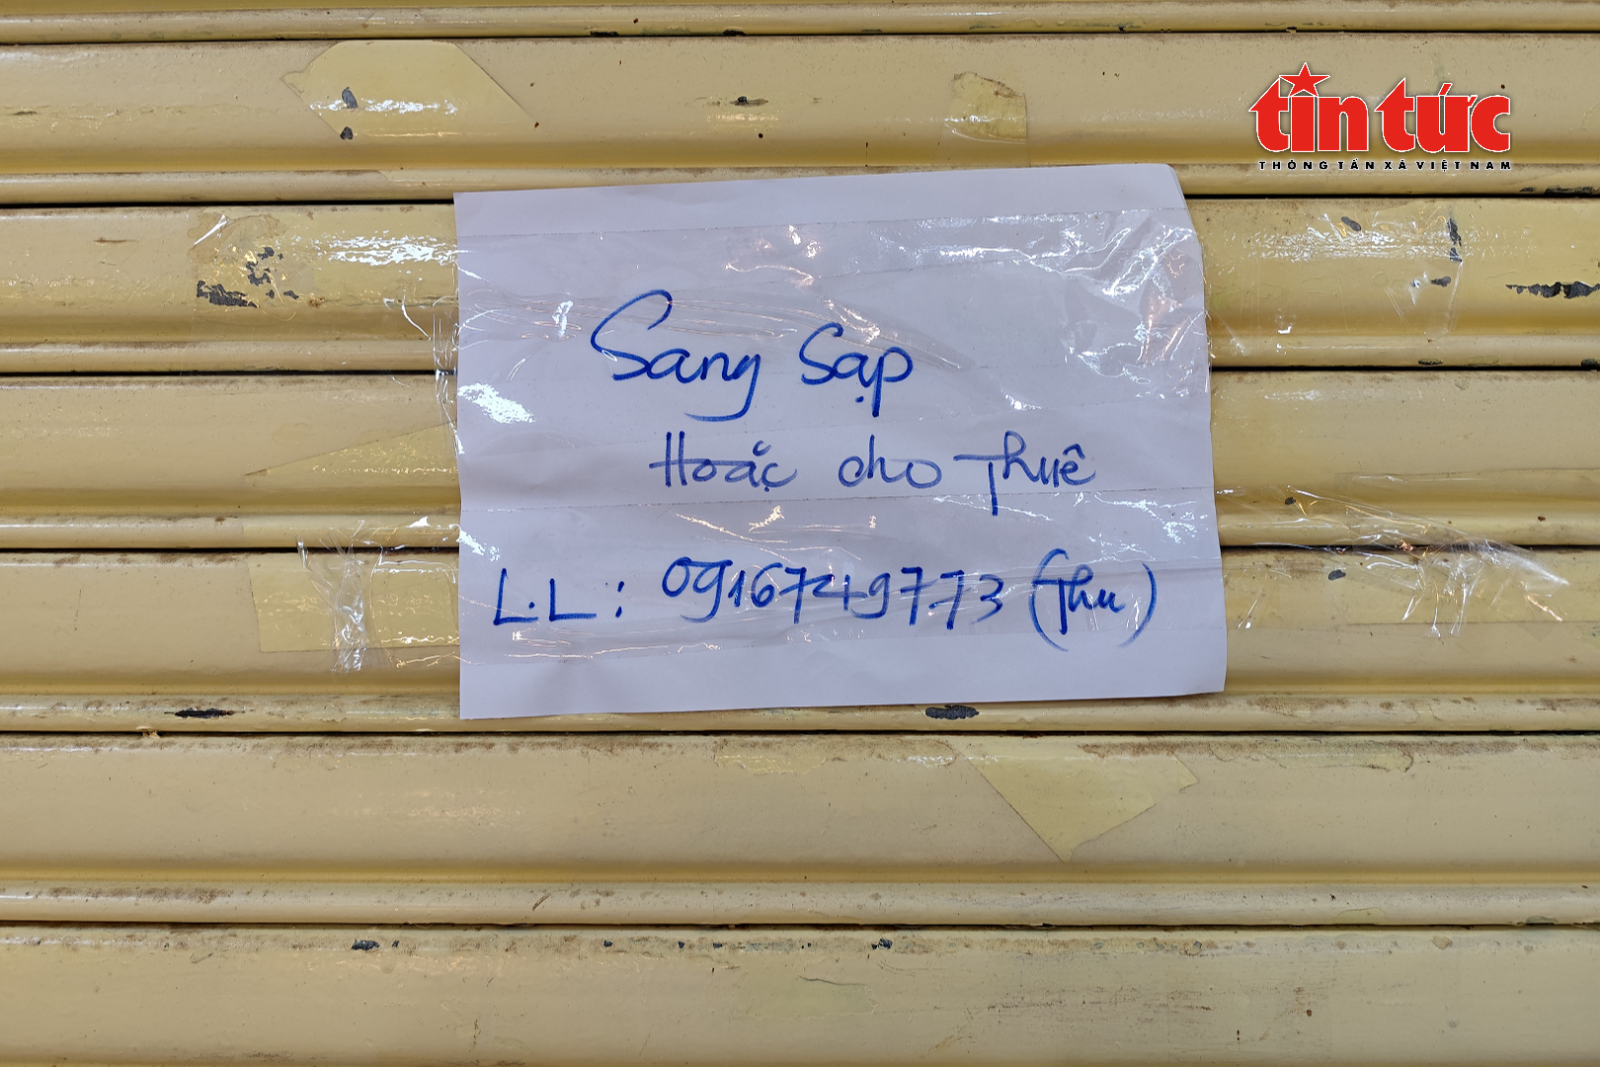 tin tức
THÔNG TẤN XÃ VIỆT NAM
Sang Sạp
Hoặc cho Thuê
L.L: 0916749773 (Thu)